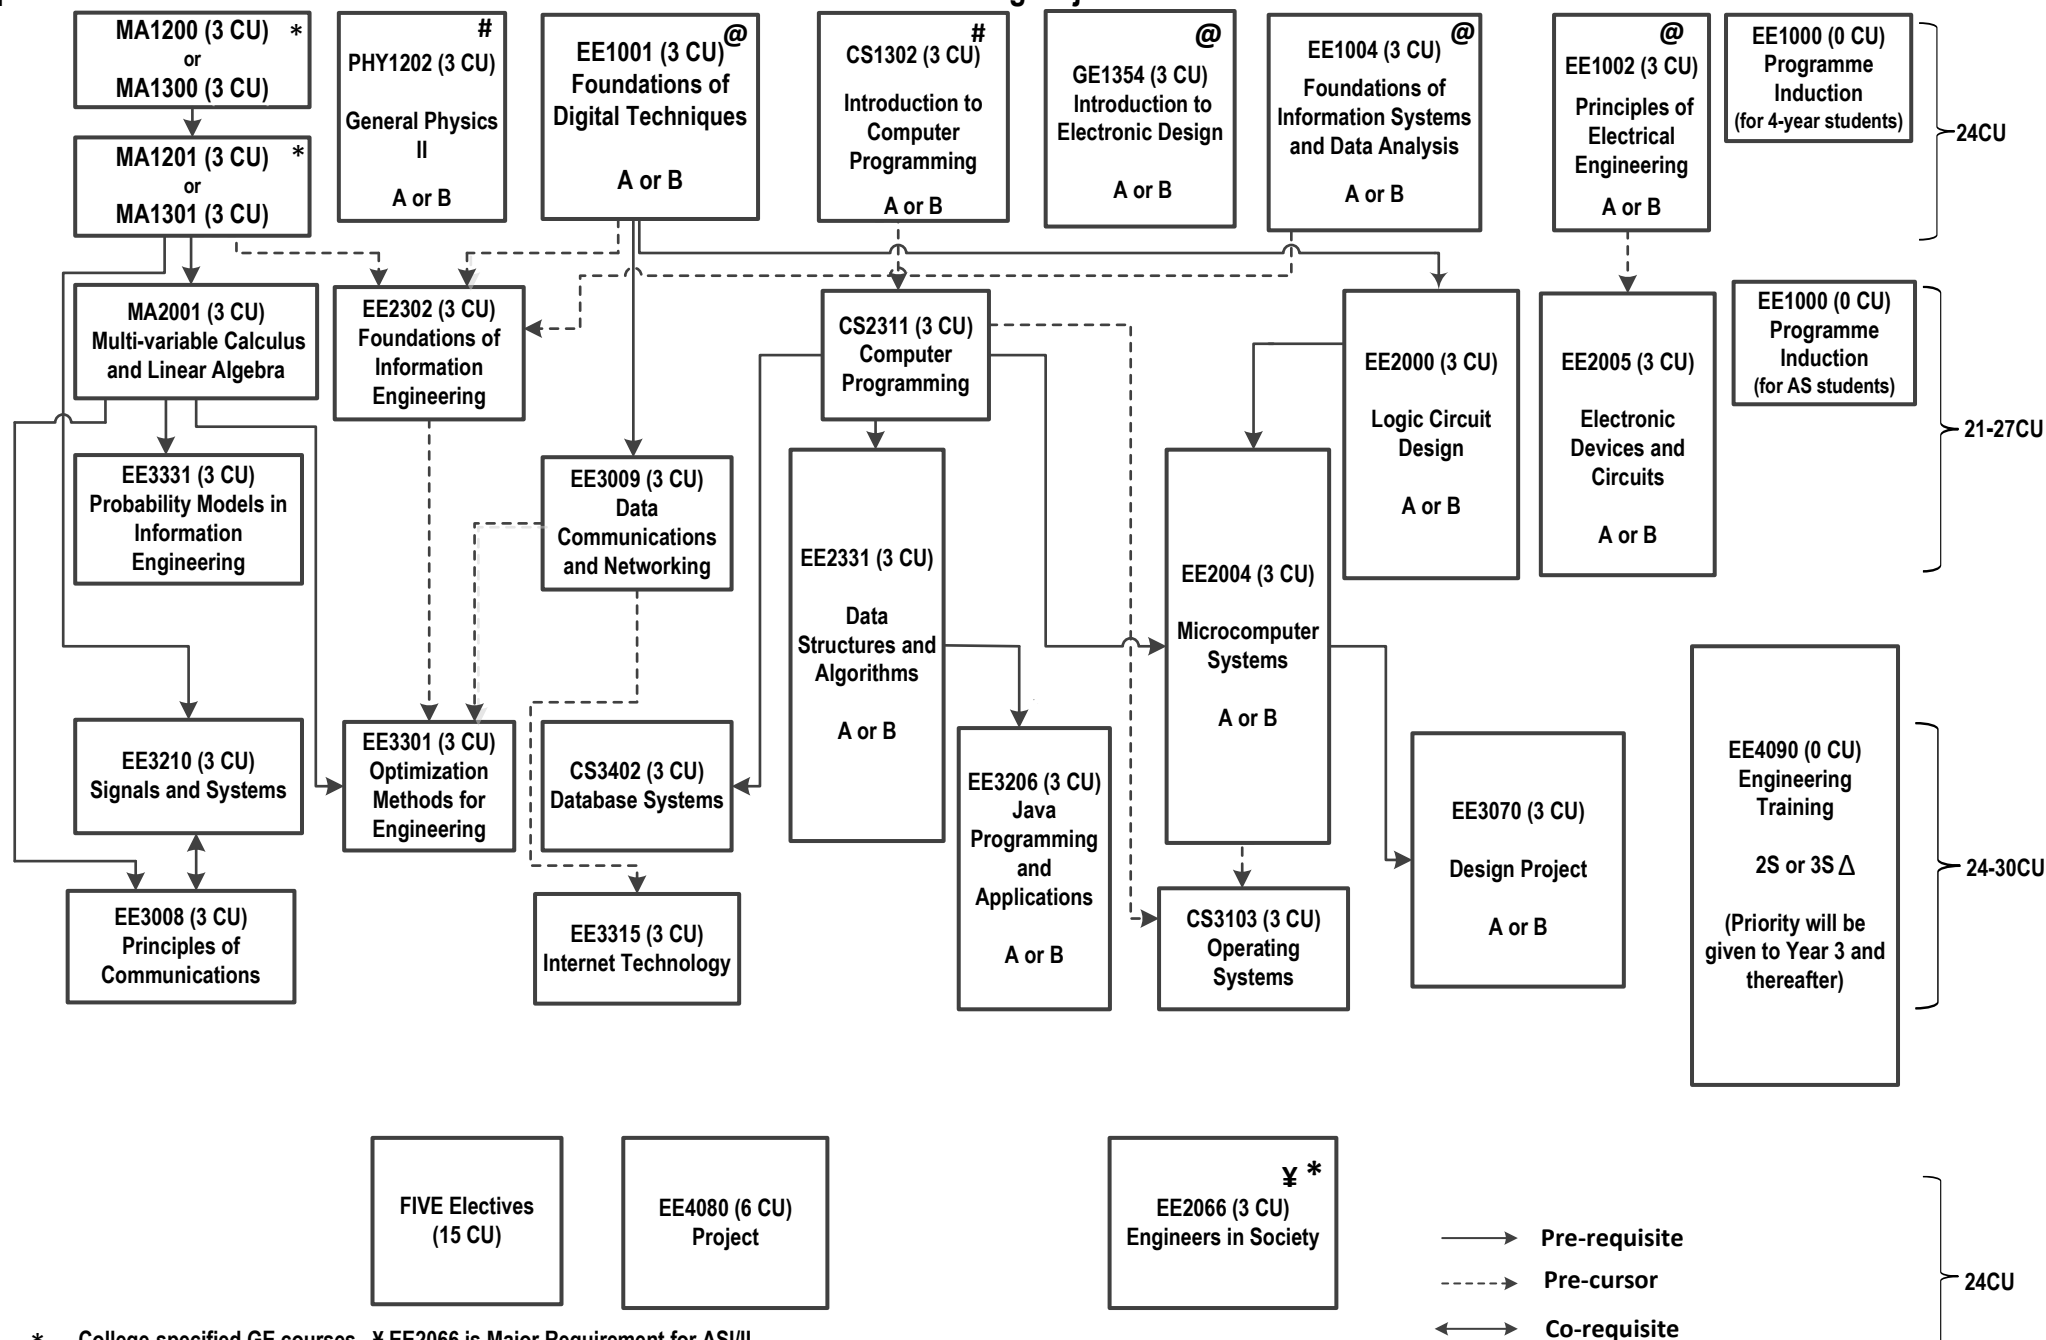 MA1200 (3 CU) *
or
MA1300 (3 CU)
#
PHY1202 (3 CU)
General Physics
II
A or B
@
EE1001 (3 CU)
Foundations of
Digital Techniques
A or B
#
CS1302 (3 CU)
Introduction to
Computer
Programming
A or B
@
GE1354 (3 CU)
Introduction to
Electronic Design
A or B
@
EE1004 (3 CU)
Foundations of
Information Systems
and Data Analysis
A or B
@
EE1002 (3 CU)
Principles of
Electrical
Engineering
A or B
EE1000 (0 CU)
Programme
Induction
(for 4-year students)
24CU
MA1201 (3 CU) *
or
MA1301 (3 CU)
MA2001 (3 CU)
Multi-variable Calculus
and Linear Algebra
EE2302 (3 CU)
Foundations of
Information
Engineering
CS2311 (3 CU)
Computer
Programming
EE2000 (3 CU)
Logic Circuit
Design
A or B
EE2005 (3 CU)
Electronic
Devices and
Circuits
A or B
EE1000 (0 CU)
Programme
Induction
(for AS students)
21-27CU
EE3331 (3 CU)
Probability Models in
Information
Engineering
EE3009 (3 CU)
Data
Communications
and Networking
EE2331 (3 CU)
Data
Structures and
Algorithms
A or B
EE2004 (3 CU)
Microcomputer
Systems
A or B
EE3210 (3 CU)
Signals and Systems
EE3301 (3 CU)
Optimization
Methods for
Engineering
CS3402 (3 CU)
Database Systems
EE3206 (3 CU)
Java
Programming
and
Applications
A or B
EE3070 (3 CU)
Design Project
A or B
EE4090 (0 CU)
Engineering
Training
2S or 3S Δ
(Priority will be
given to Year 3 and
thereafter)
24-30CU
EE3008 (3 CU)
Principles of
Communications
EE3315 (3 CU)
Internet Technology
CS3103 (3 CU)
Operating
Systems
FIVE Electives
(15 CU)
EE4080 (6 CU)
Project
¥ *
EE2066 (3 CU)
Engineers in Society
Pre-requisite
Pre-cursor
Co-requisite
24CU
* College specified GE courses ¥ EE2066 is Major Requirement for ASI/II